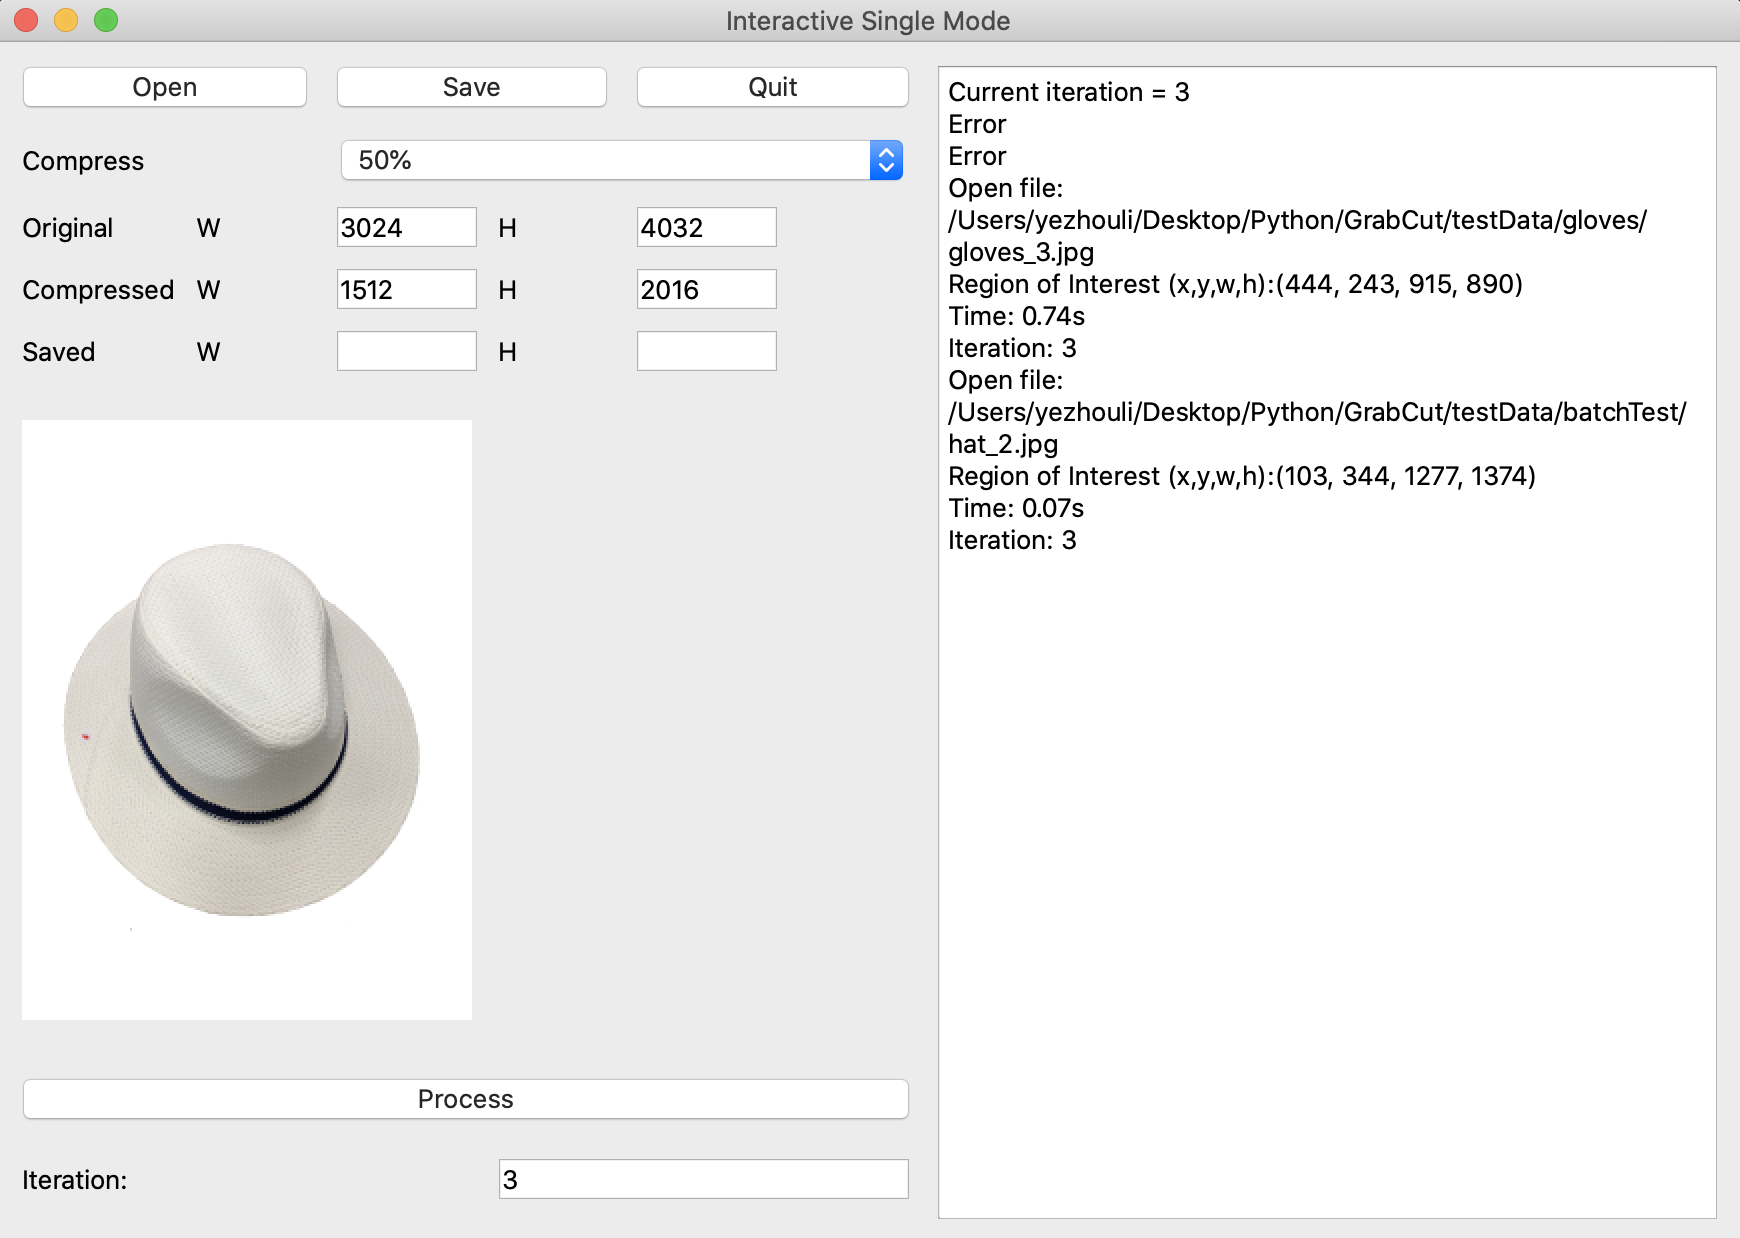 Interactive Single Mode
Open Save Quit
Compress 50%
Original W 3024 H 4032
Compressed W 1512 H 2016
Saved W H
Process
Iteration: 3
Current iteration = 3
Error
Error
Open file:
/Users/yezhouli/Desktop/Python/GrabCut/testData/gloves/
gloves_3.jpg
Region of Interest (x,y,w,h):(444, 243, 915, 890)
Time: 0.74s
Iteration: 3
Open file:
/Users/yezhouli/Desktop/Python/GrabCut/testData/batchTest/
hat_2.jpg
Region of Interest (x,y,w,h):(103, 344, 1277, 1374)
Time: 0.07s
Iteration: 3